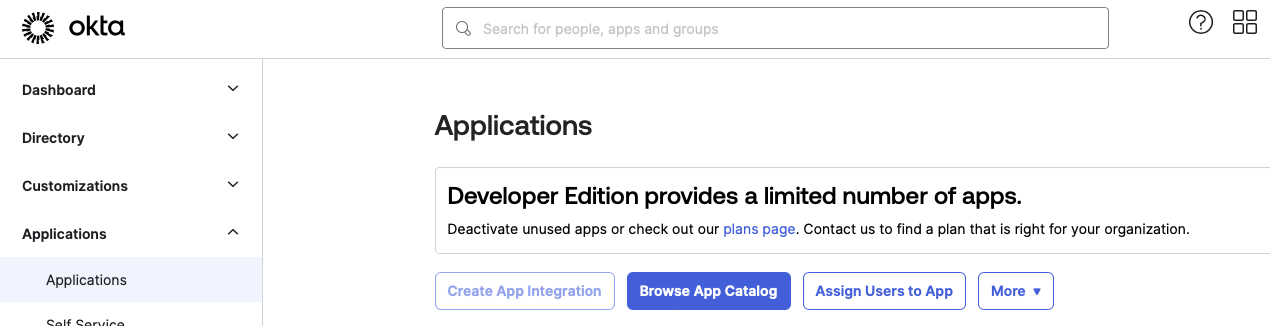 okta
Search for people, apps and groups
Dashboard
Directory
Customizations
Applications
Applications
Self Service
Applications
Developer Edition provides a limited number of apps.
Deactivate unused apps or check out our plans page. Contact us to find a plan that is right for your organization.
Create App Integration
Browse App Catalog
Assign Users to App
More